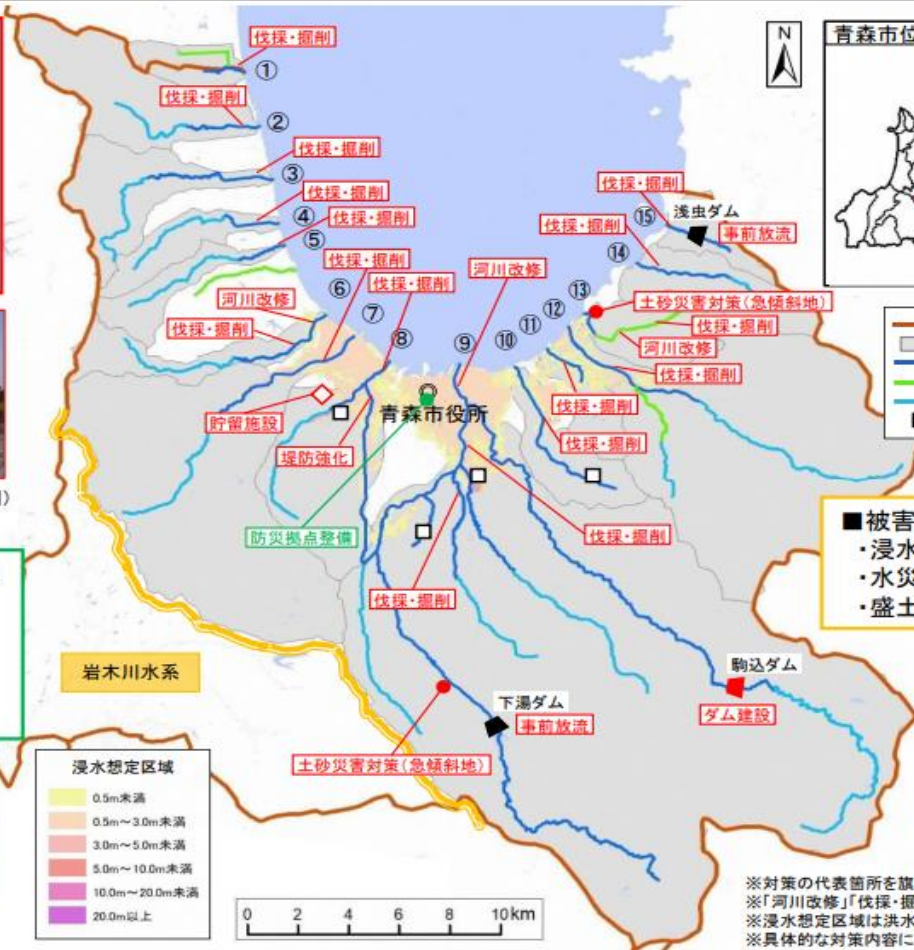 N
青森市位
伐採・掘削
①
伐採・掘削
②
伐採・掘削
③
伐採・掘削
④
伐採・掘削
⑤
伐採・掘削
⑥
河川改修
伐採・掘削
⑦
伐採・掘削
⑧
河川改修
⑨
⑩
⑪
⑫
⑬
⑭
⑮
伐採・掘削
浅虫ダム
事前放流
伐採・掘削
土砂災害対策(急傾斜地)
伐採・掘削
河川改修
伐採・掘削
伐採・掘削
伐採・掘削
青森市役所
貯留施設
堤防強化
防災拠点整備
伐採・掘削
伐採・掘削
■被害
・浸水
・水災
・盛土
岩木川水系
駒込ダム
ダム建設
下湯ダム
事前放流
土砂災害対策(急傾斜地)
浸水想定区域
0.5m未満
0.5m~3.0m未満
3.0m~5.0m未満
5.0m~10.0m未満
10.0m~20.0m未満
20.0m以上
0 2 4 6 8 10km
※対策の代表箇所を旗
※「河川改修」「伐採・掘
※浸水想定区域は洪水
※具体的な対策内容に